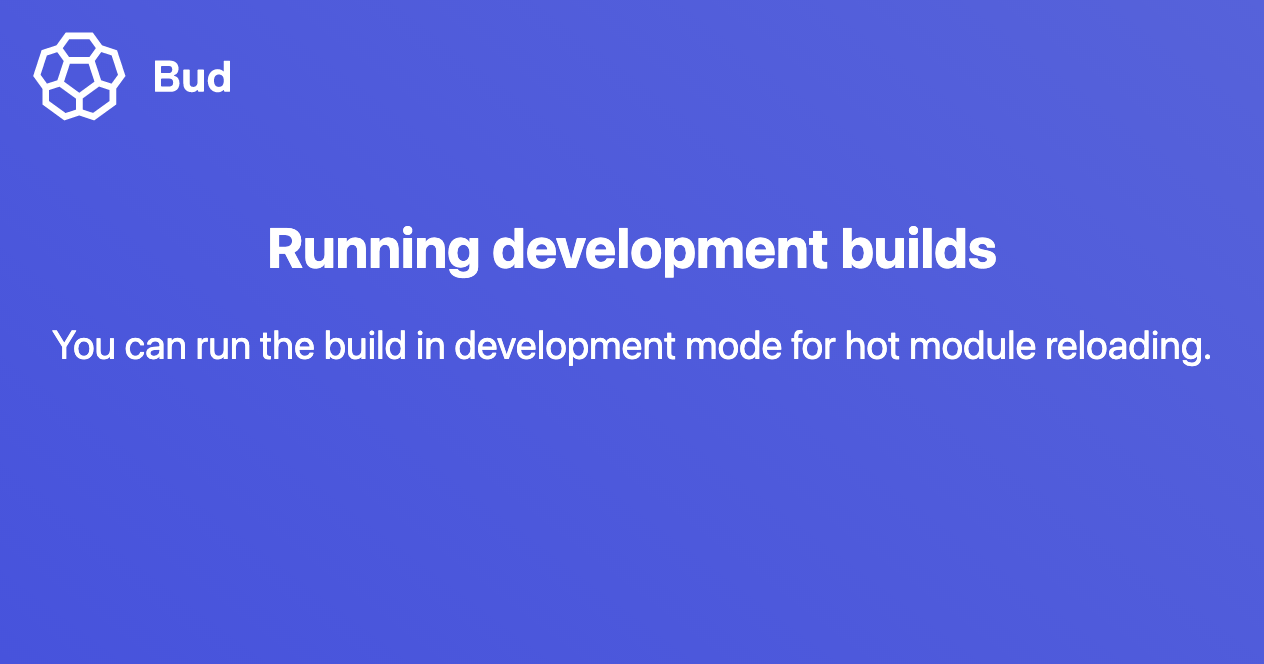 Bud
Running development builds
You can run the build in development mode for hot module reloading.